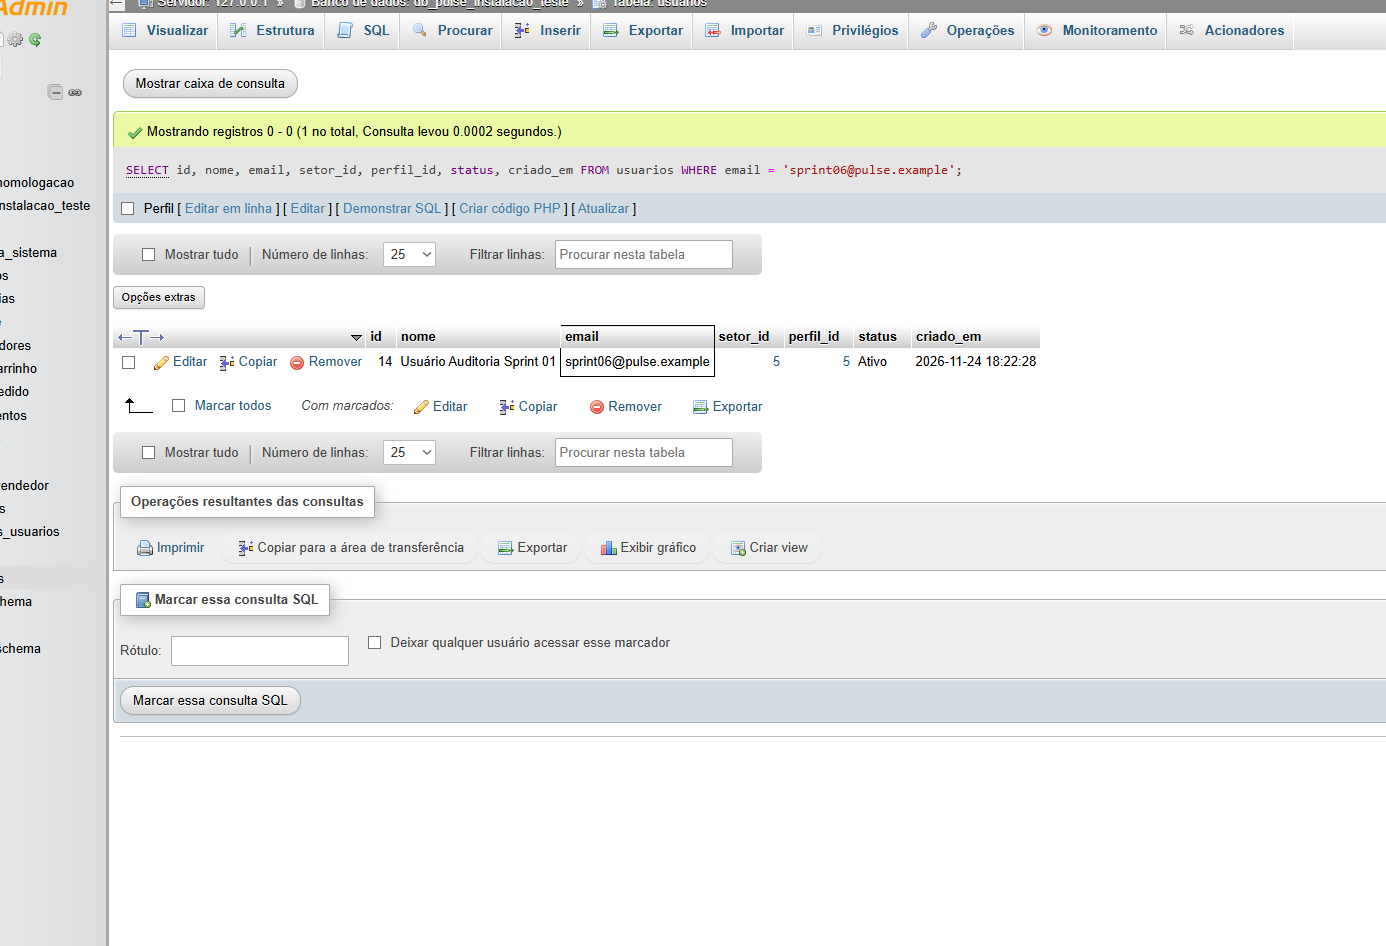 Admin
Servidor: 127.0.0.1 » Banco de dados: db_pulse_instalacao_teste » Tabela: usuarios
Visualizar Estrutura SQL Procurar Inserir Exportar Importar Privilégios Operações Monitoramento Acionadores
Mostrar caixa de consulta
Mostrando registros 0 - 0 (1 no total, Consulta levou 0.0002 segundos.)
SELECT id, nome, email, setor_id, perfil_id, status, criado_em FROM usuarios WHERE email = 'sprint06@pulse.example';
Perfil [ Editar em linha ] [ Editar ] [ Demonstrar SQL ] [ Criar código PHP ] [ Atualizar ]
Mostrar tudo Número de linhas: 25 Filtrar linhas: Procurar nesta tabela
Opções extras
id nome email setor_id perfil_id status criado_em
Editar Copiar Remover 14 Usuário Auditoria Sprint 01 sprint06@pulse.example 5 5 Ativo 2026-11-24 18:22:28
Marcar todos Com marcados: Editar Copiar Remover Exportar
Mostrar tudo Número de linhas: 25 Filtrar linhas: Procurar nesta tabela
Operações resultantes das consultas
Imprimir Copiar para a área de transferência Exportar Exibir gráfico Criar view
Marcar essa consulta SQL
Rótulo: Deixar qualquer usuário acessar esse marcador
Marcar essa consulta SQL
homologacao
nstalacao_teste
a_sistema
os
ias
dores
arrinho
edido
entos
endedor
s
s_usuarios
s
hema
schema